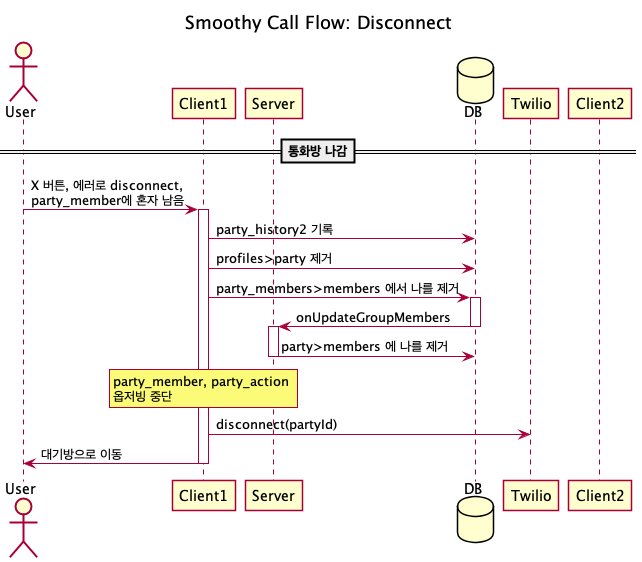 Smoothy Call Flow: Disconnect
User
Client1
Server
DB
Twilio
Client2
통화방 나감
X 버튼, 에러로 disconnect,
party_member에 혼자 남음
party_history2 기록
profiles>party 제거
party_members>members 에서 나를 제거
onUpdateGroupMembers
party>members 에 나를 제거
party_member, party_action
옵저빙 중단
disconnect(partyId)
대기방으로 이동
User
Client1
Server
DB
Twilio
Client2